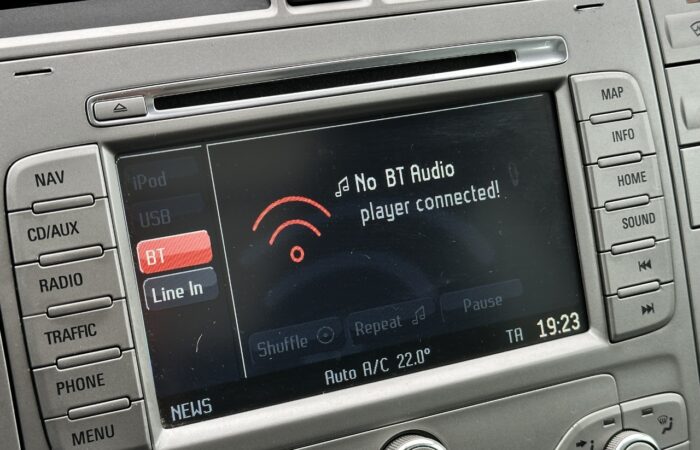 NAV
CD/AUX
RADIO
TRAFFIC
PHONE
MENU
iPod
USB
BT
Line In
No BT Audio
player connected!
Shuffle
Repeat
Pause
Auto A/C 22.0°
TA 19:23
NEWS
MAP
INFO
HOME
SOUND